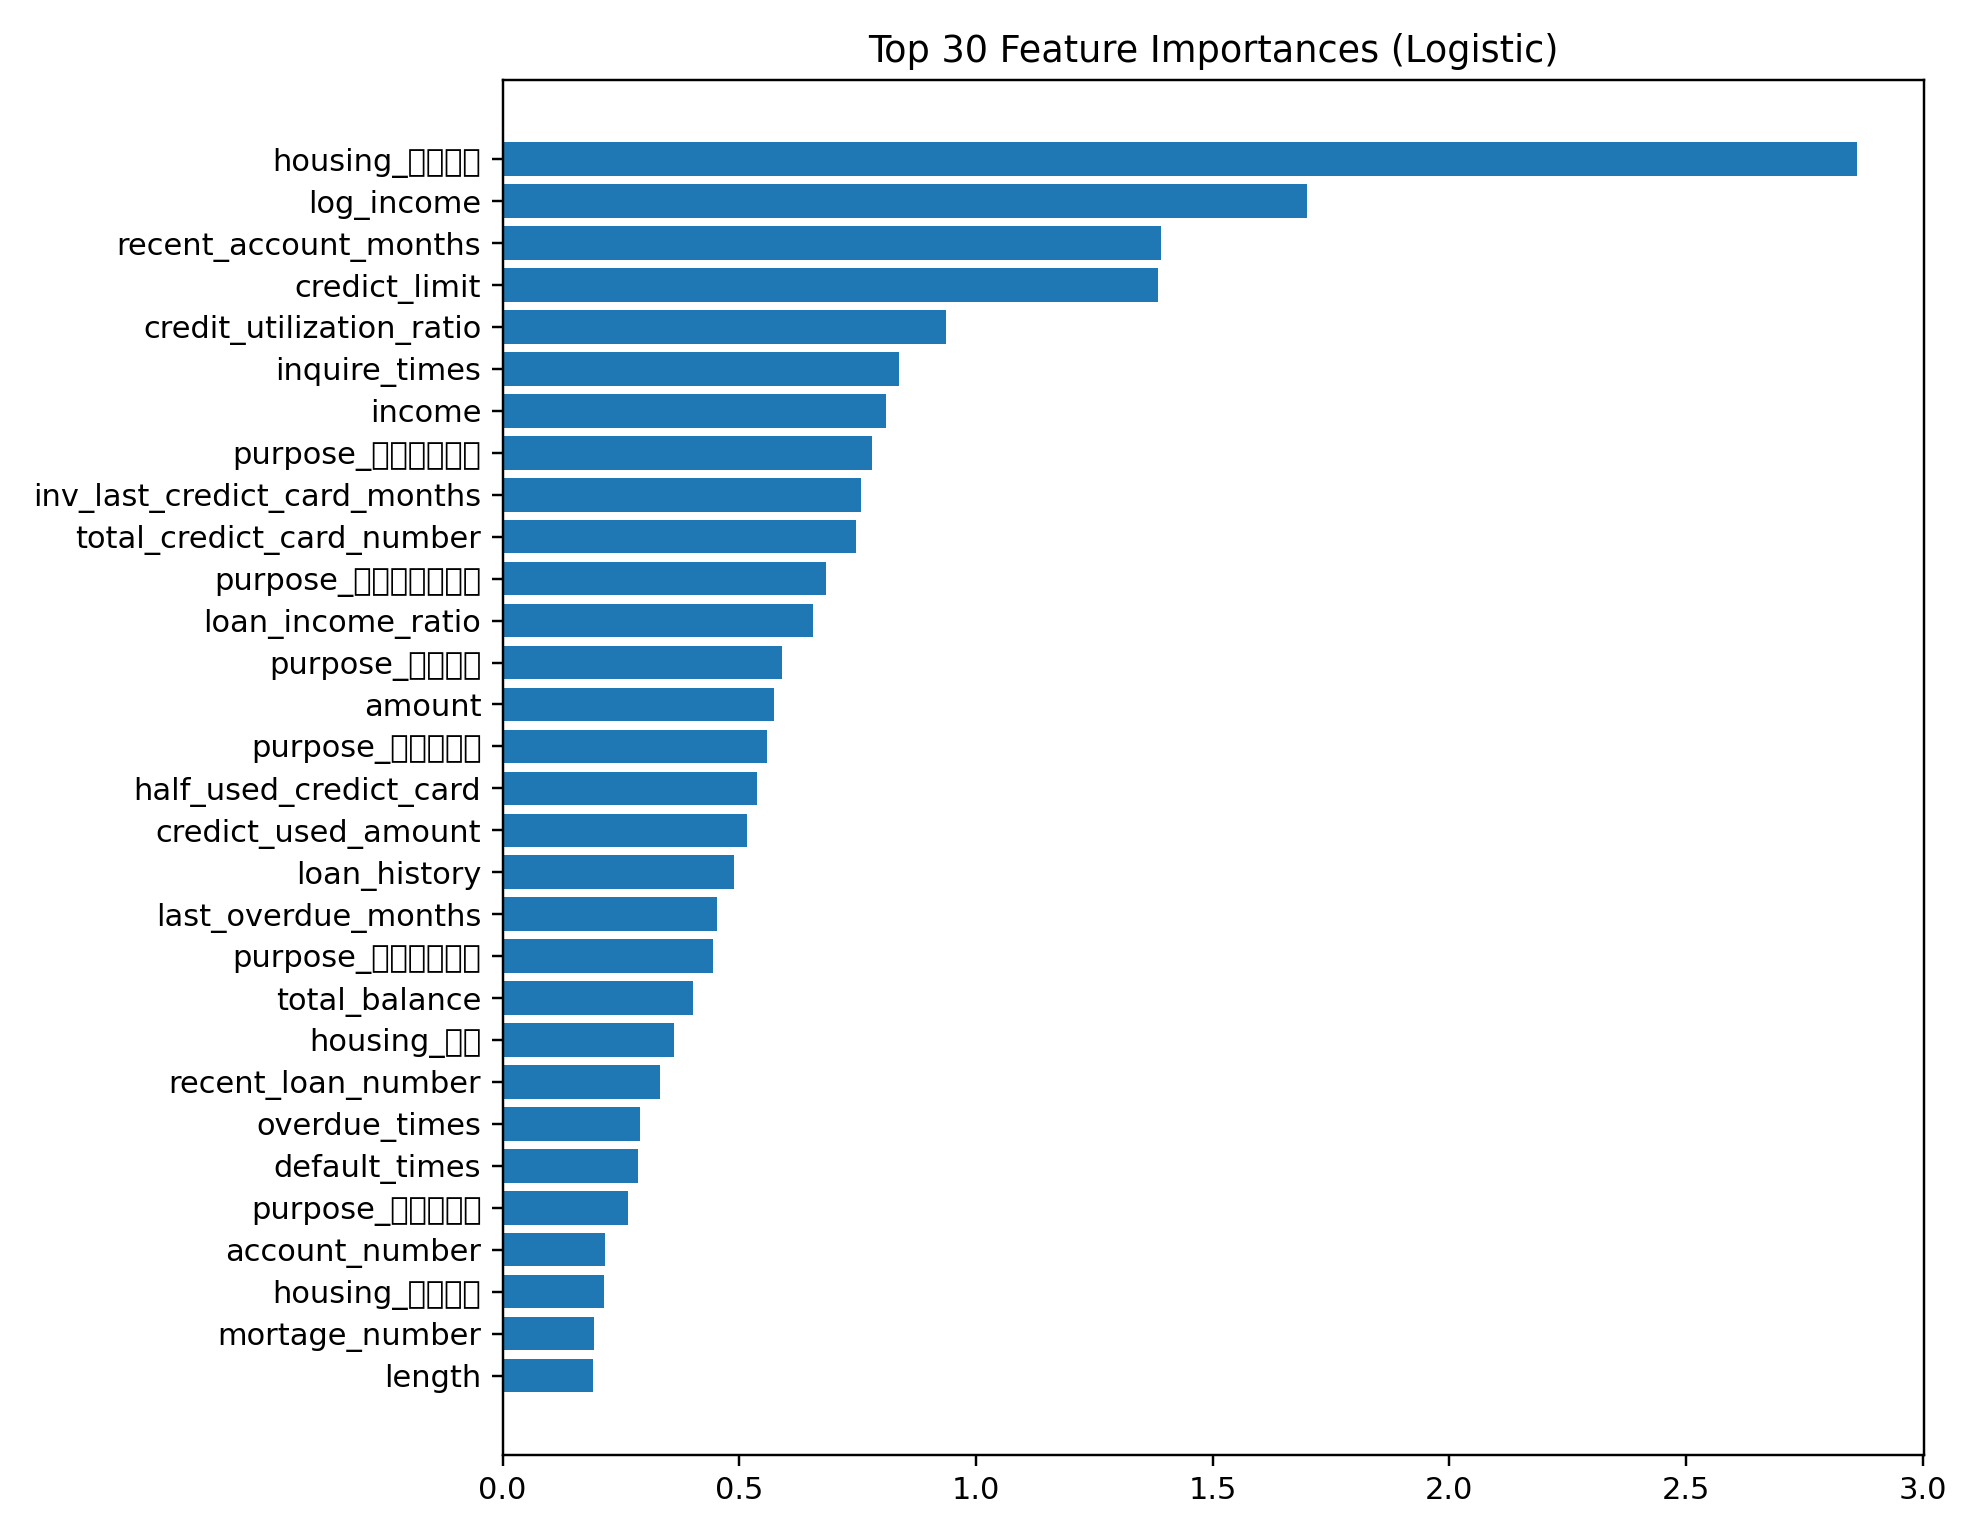 Top 30 Feature Importances (Logistic)
housing_□□□□
log_income
recent_account_months
credict_limit
credit_utilization_ratio
inquire_times
income
purpose_□□□□□□
inv_last_credict_card_months
total_credict_card_number
purpose_□□□□□□□
loan_income_ratio
purpose_□□□□
amount
purpose_□□□□□
half_used_credict_card
credict_used_amount
loan_history
last_overdue_months
purpose_□□□□□□
total_balance
housing_□□
recent_loan_number
overdue_times
default_times
purpose_□□□□□
account_number
housing_□□□□
mortage_number
length
0.0 0.5 1.0 1.5 2.0 2.5 3.0